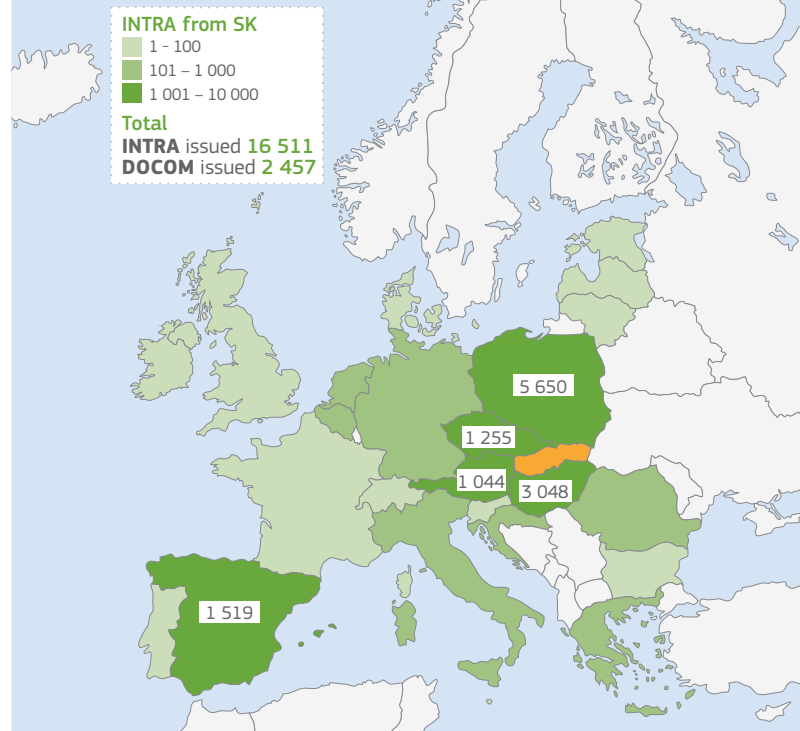 INTRA from SK
1 - 100
101 – 1 000
1 001 – 10 000
Total
INTRA issued 16 511
DOCOM issued 2 457
5 650
1 255
1 044
3 048
1 519